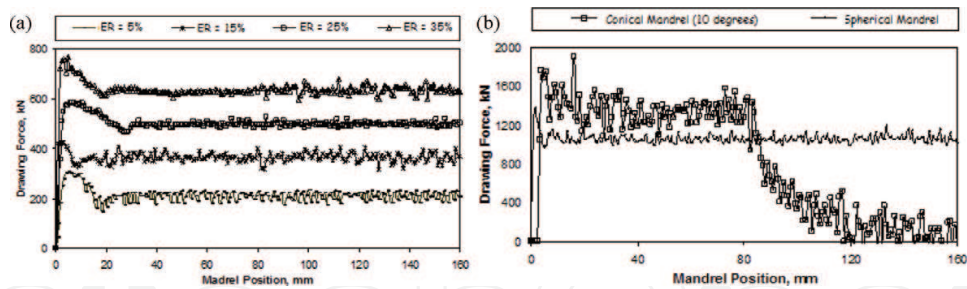 (a)
ER = 5% ER = 15% ER = 25% ER = 35%
Drawing Force, kN
800
600
400
200
0
0 20 40 60 80 100 120 140 160
Madrel Position, mm
(b)
Conical Mandrel (10 degrees) Spherical Mandrel
Drawing Force, kN
2000
1600
1200
800
400
0
0 40 80 120 160
Mandrel Position, mm